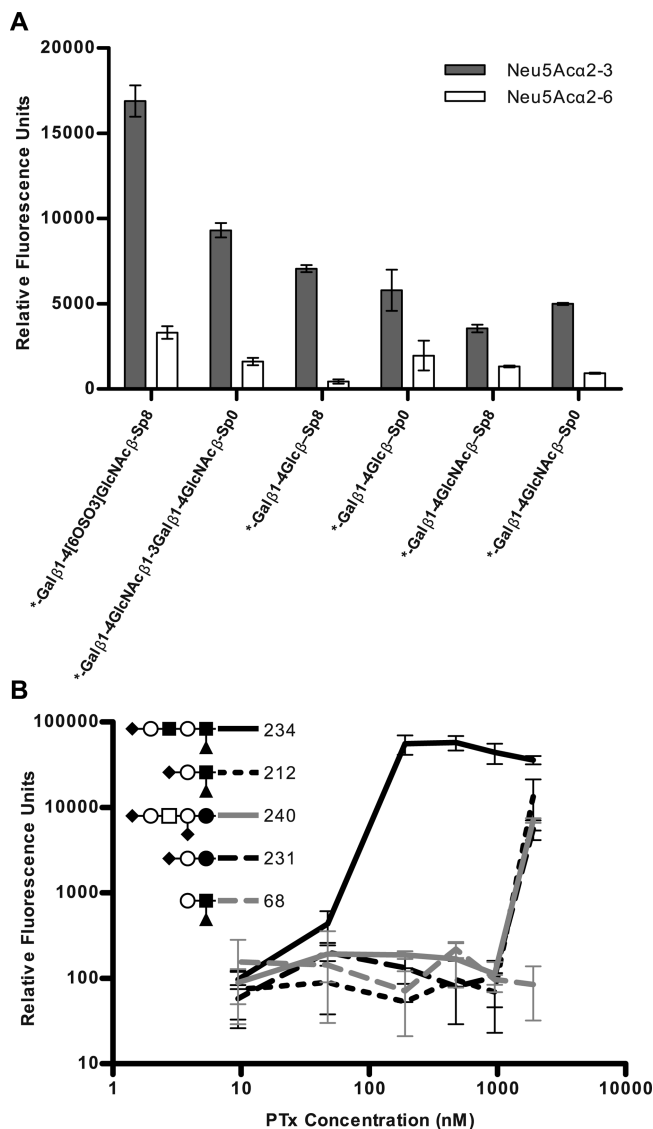 A
20000
15000
10000
5000
0
Relative Fluorescence Units
Neu5Acα2-3
Neu5Acα2-6
*-Galβ1-4[6OSO3]GlcNAcβ-Sp8
*-Galβ1-4GlcNAcβ1-3Galβ1-4GlcNAcβ-Sp0
*-Galβ1-4Glcβ–Sp8
*-Galβ1-4Glcβ–Sp0
*-Galβ1-4GlcNAcβ–Sp8
*-Galβ1-4GlcNAcβ–Sp0
B
100000
10000
1000
100
10
Relative Fluorescence Units
234
212
240
231
68
1 10 100 1000 10000
PTx Concentration (nM)